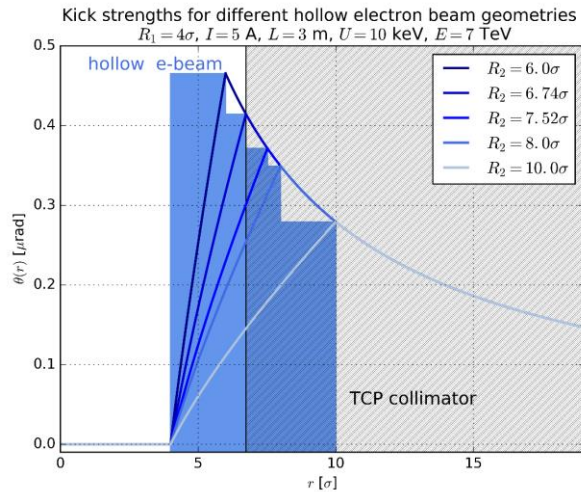 Kick strengths for different hollow electron beam geometries
R₁ = 4σ, I = 5 A, L = 3 m, U = 10 keV, E = 7 TeV
0.5
hollow e-beam
R₂ = 6.0σ
R₂ = 6.74σ
R₂ = 7.52σ
R₂ = 8.0σ
R₂ = 10.0σ
0.4
0.3
θ(r) [μrad]
0.2
0.1
TCP collimator
0.0
0 5 10 15
r [σ]